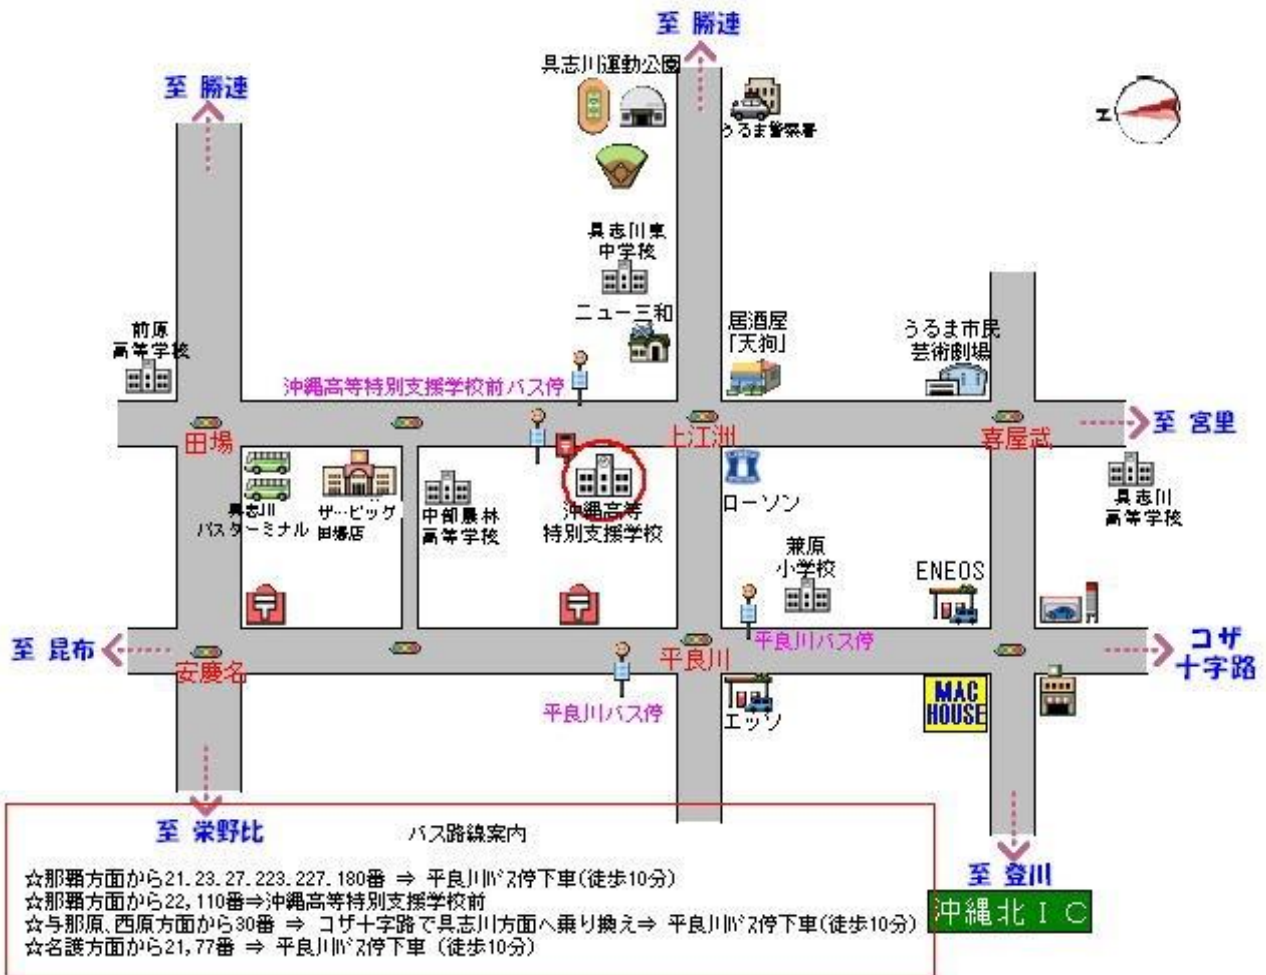 至 勝連
具志川運動公園
至 勝連
うるま警察署
N
具志川東
中学校
ニュー三和
居酒屋
「天狗」
うるま市民
芸術劇場
前原
高等学校
沖縄高等特別支援学校前バス停
田場
上江洲
喜屋武
至 宮里
具志川
バスターミナル
ザ・ビッグ
田場店
中部農林
高等学校
沖縄高等
特別支援学校
ローソン
具志川
高等学校
兼原
小学校
ENEOS
至 昆布
安慶名
平良川
平良川バス停
コザ
十字路
平良川バス停
エッソ
MAC
HOUSE
至 栄野比
至 登川
沖縄北IC
バス路線案内
☆那覇方面から21.23.27.223.227.180番 ⇒ 平良川バス停下車(徒歩10分)
☆那覇方面から22,110番⇒沖縄高等特別支援学校前
☆与那原、西原方面から30番 ⇒ コザ十字路で具志川方面へ乗り換え⇒ 平良川バス停下車(徒歩10分)
☆名護方面から21,77番 ⇒ 平良川バス停下車 (徒歩10分)